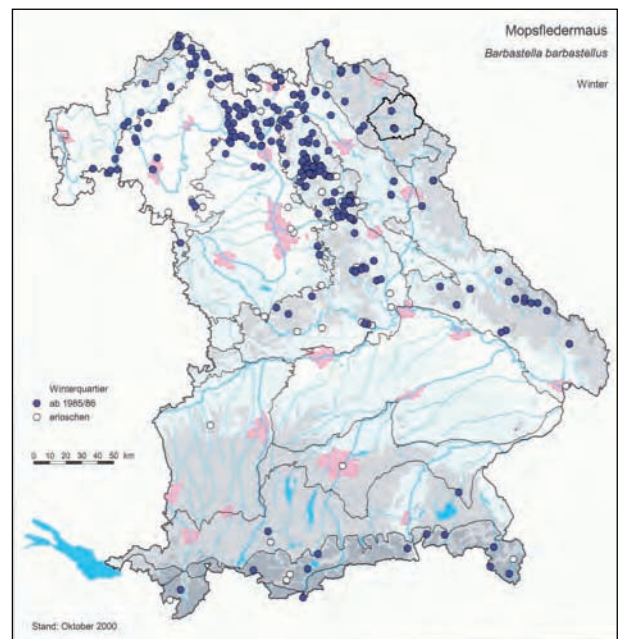 Mopsfledermaus
Barbastella barbastellus
Winter
Winterquartier
ab 1985/86
erloschen
0 10 20 30 40 50 km
Stand: Oktober 2000